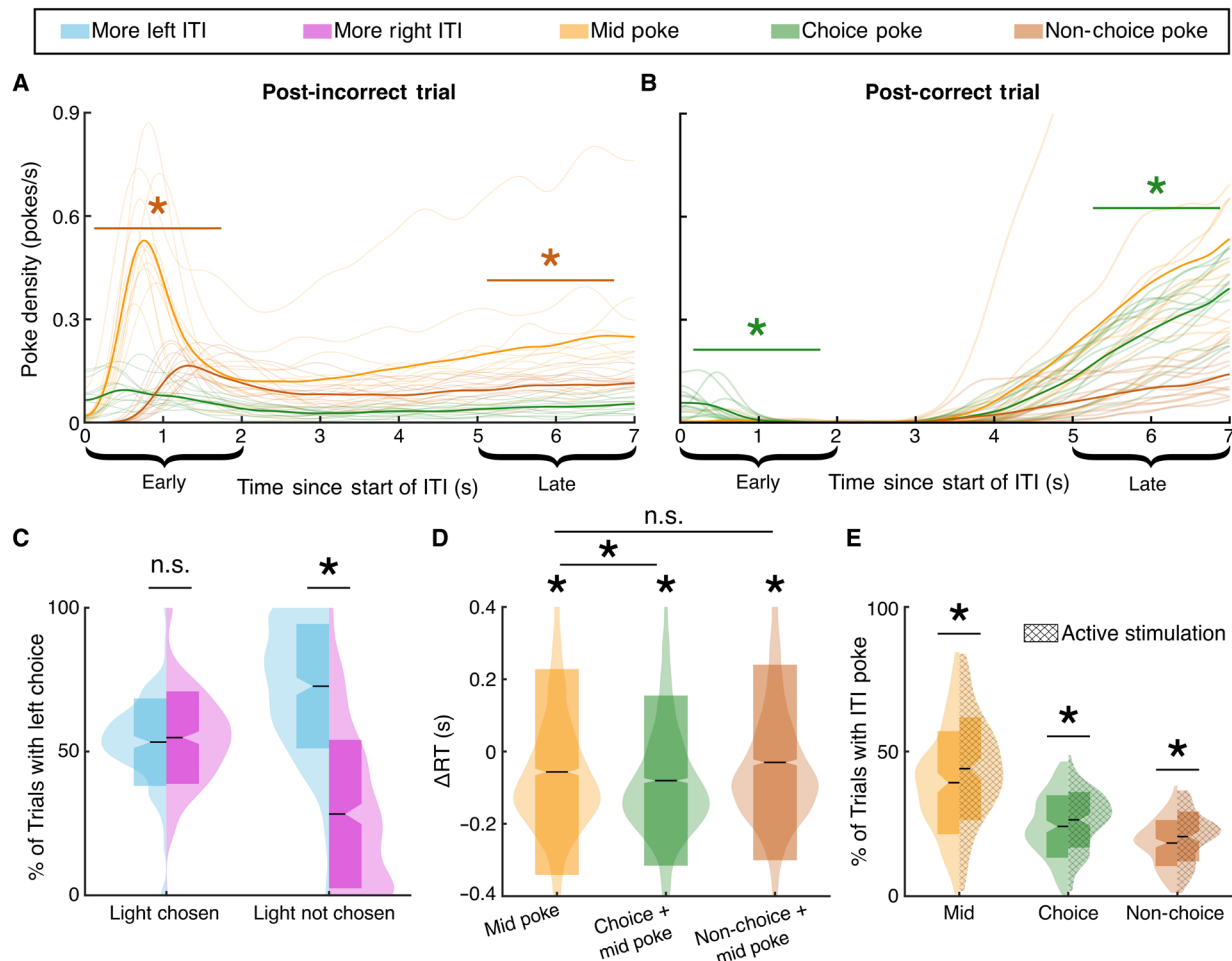 More left ITI More right ITI Mid poke Choice poke Non-choice poke
A Post-incorrect trial
B Post-correct trial
Poke density (pokes/s)
0.9
0.6
0.3
0
*
*
0 1 2 3 4 5 6 7
Early Time since start of ITI (s) Late
*
*
0 1 2 3 4 5 6 7
Early Time since start of ITI (s) Late
C
% of Trials with left choice
100
50
0
n.s.
*
Light chosen Light not chosen
D
n.s.
*
* * *
ΔRT (s)
0.4
0.2
0
−0.2
−0.4
Mid poke
Choice +
mid poke
Non-choice +
mid poke
E
% of Trials with ITI poke
100
50
0
Active stimulation
*
*
*
Mid Choice Non-choice